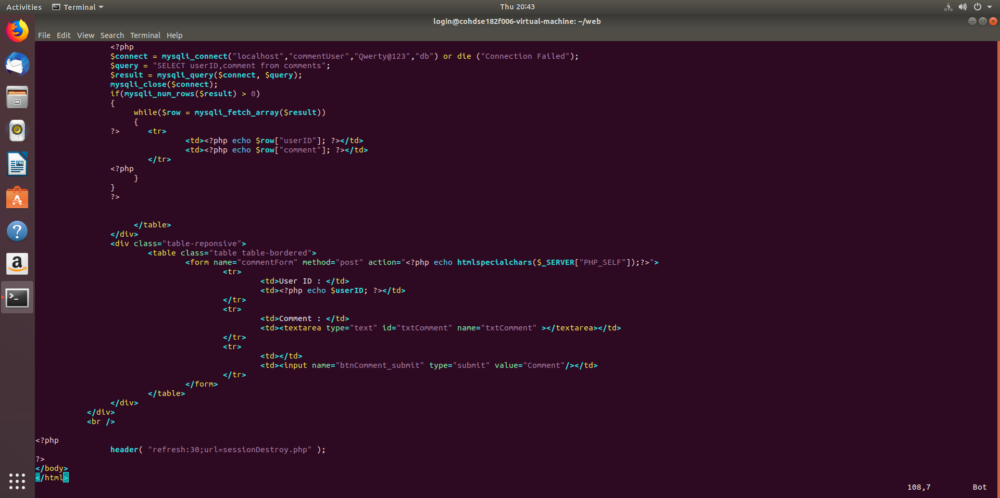 Activities Terminal Thu 20:43
login@cohdse182f006-virtual-machine: ~/web
File Edit View Search Terminal Help
<?php
$connect = mysqli_connect("localhost","commentUser","Qwerty@123","db") or die ("Connection Failed");
$query = "SELECT userID,comment from comments";
$result = mysqli_query($connect, $query);
mysqli_close($connect);
if(mysqli_num_rows($result) > 0)
{
while($row = mysqli_fetch_array($result))
{
?> <tr>
<td><?php echo $row["userID"]; ?></td>
<td><?php echo $row["comment"]; ?></td>
</tr>
<?php
}
}
?>
</table>
</div>
<div class="table-reponsive">
<table class="table table-bordered">
<form name="commentForm" method="post" action="<?php echo htmlspecialchars($_SERVER["PHP_SELF"]);?>">
<tr>
<td>User ID : </td>
<td><?php echo $userID; ?></td>
</tr>
<tr>
<td>Comment : </td>
<td><textarea type="text" id="txtComment" name="txtComment" ></textarea></td>
</tr>
<tr>
<td></td>
<td><input name="btnComment_submit" type="submit" value="Comment"/></td>
</tr>
</form>
</table>
</div>
</div>
<br />
<?php
header( "refresh:30;url=sessionDestroy.php" );
?>
</body>
</html>
108,7 Bot